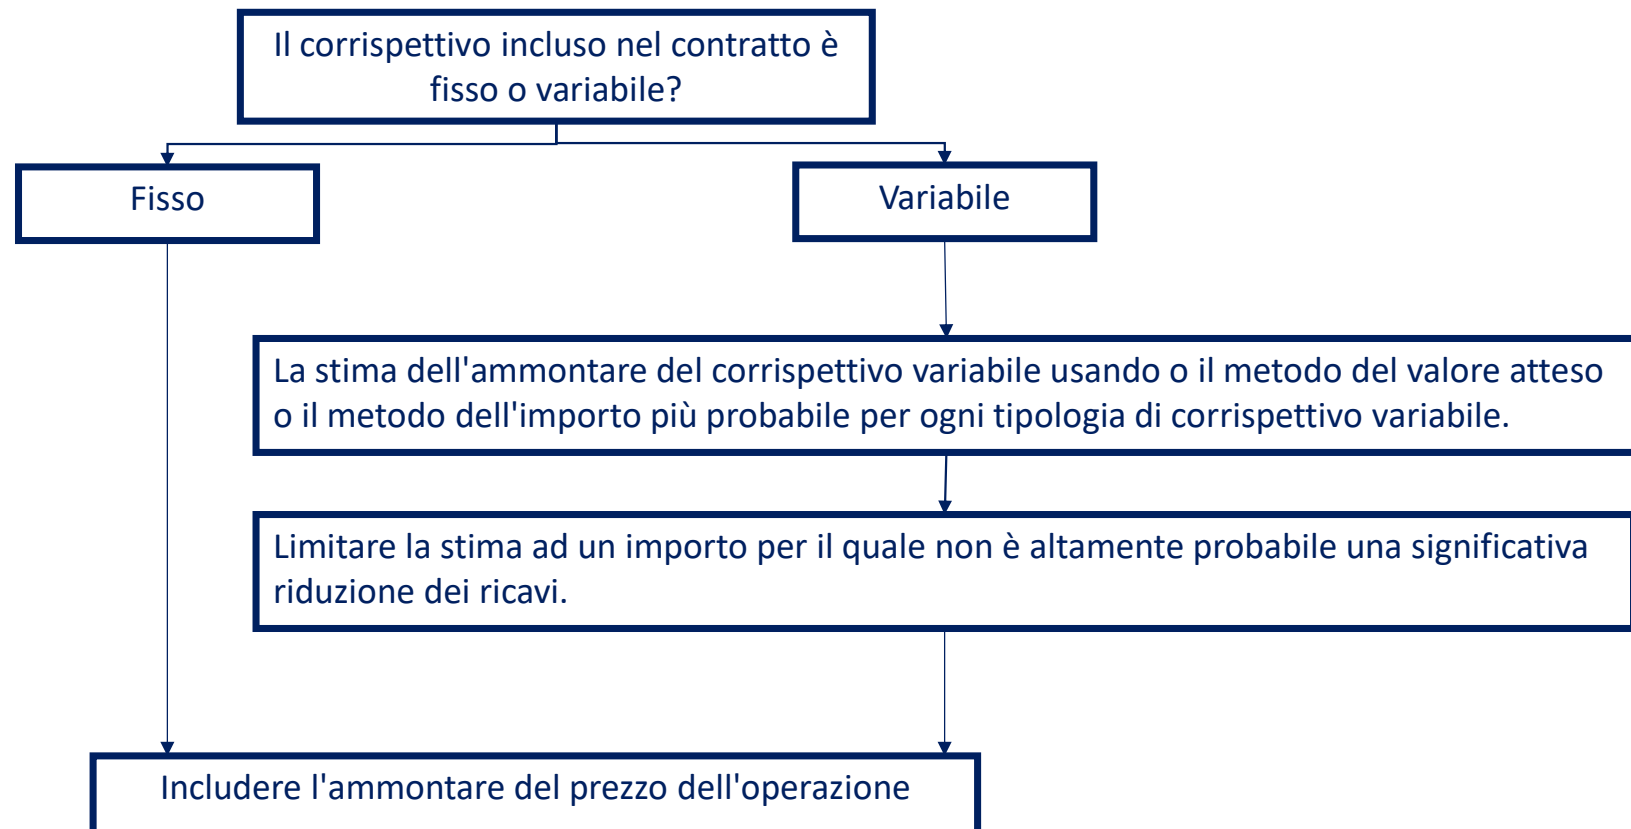 Il corrispettivo incluso nel contratto è
fisso o variabile?
Fisso
Variabile
La stima dell'ammontare del corrispettivo variabile usando o il metodo del valore atteso
o il metodo dell'importo più probabile per ogni tipologia di corrispettivo variabile.
Limitare la stima ad un importo per il quale non è altamente probabile una significativa
riduzione dei ricavi.
Includere l'ammontare del prezzo dell'operazione